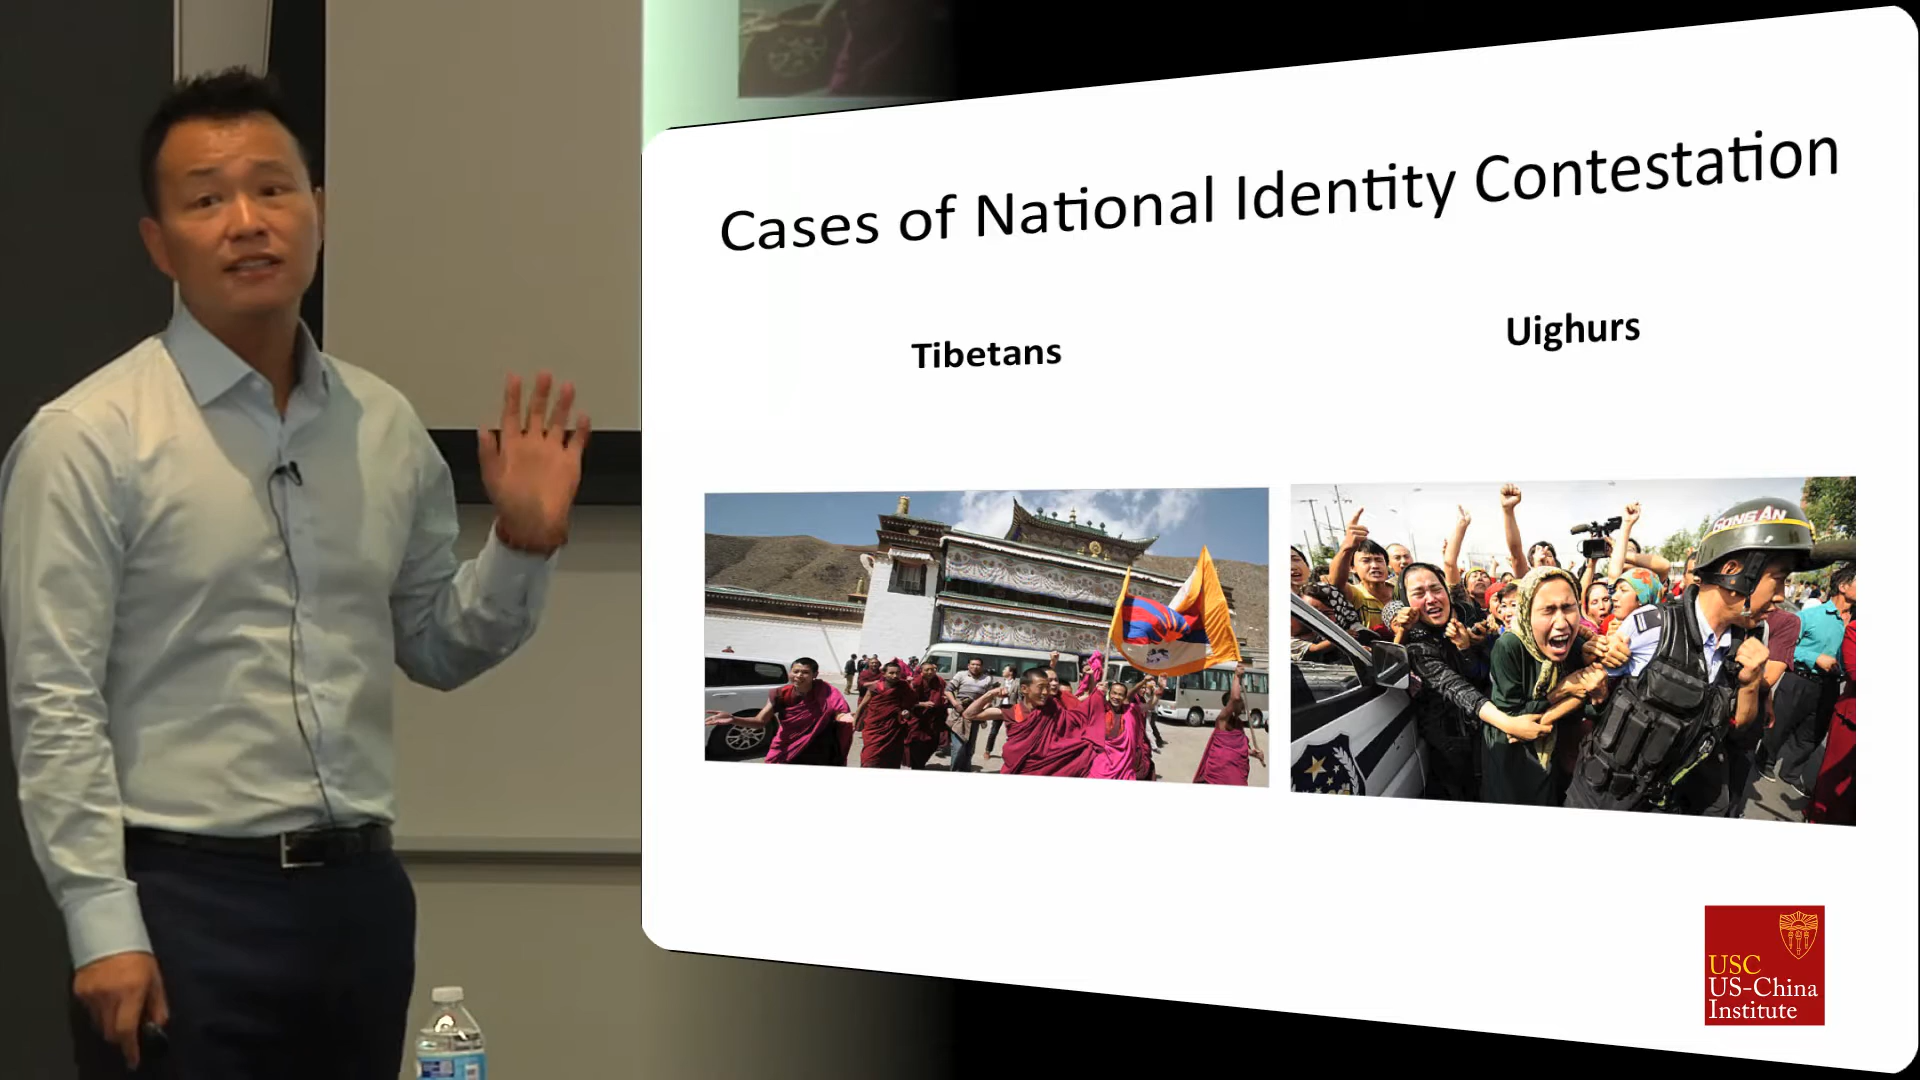 Cases of National Identity Contestation
Tibetans
Uighurs
GONG AN
USC
US-China
Institute